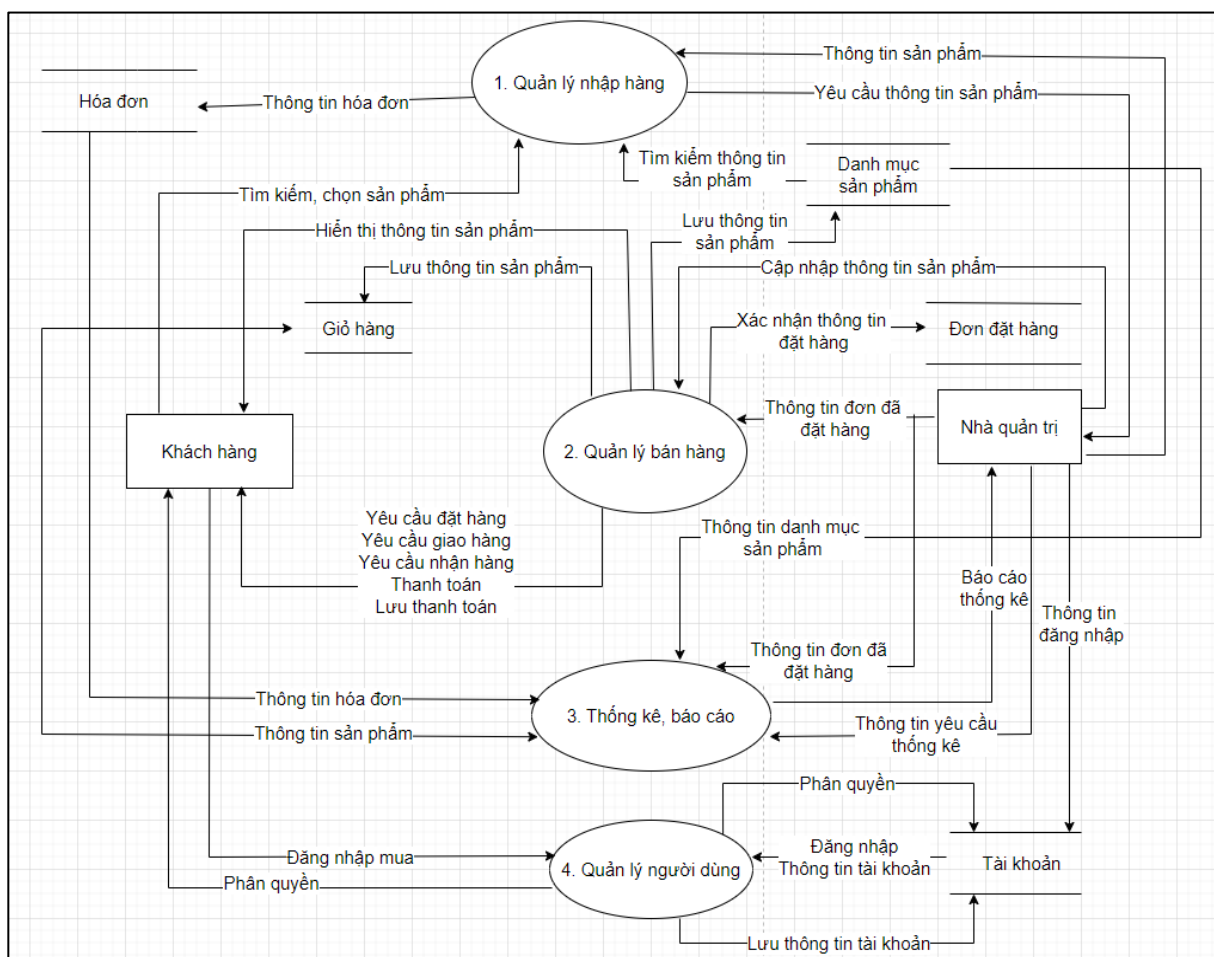 Thông tin sản phẩm
1. Quản lý nhập hàng
Hóa đơn
Thông tin hóa đơn
Yêu cầu thông tin sản phẩm
Tìm kiếm thông tin
sản phẩm
Danh mục
sản phẩm
Tìm kiếm, chọn sản phẩm
Lưu thông tin
sản phẩm
Hiển thị thông tin sản phẩm
Lưu thông tin sản phẩm
Cập nhập thông tin sản phẩm
Giỏ hàng
Xác nhận thông tin
đặt hàng
Đơn đặt hàng
Khách hàng
2. Quản lý bán hàng
Thông tin đơn đã
đặt hàng
Nhà quản trị
Yêu cầu đặt hàng
Yêu cầu giao hàng
Yêu cầu nhận hàng
Thanh toán
Lưu thanh toán
Thông tin danh mục
sản phẩm
Báo cáo
thống kê
Thông tin
đăng nhập
Thông tin đơn đã
đặt hàng
Thông tin hóa đơn
3. Thống kê, báo cáo
Thông tin sản phẩm
Thông tin yêu cầu
thống kê
Phân quyền
Đăng nhập mua
4. Quản lý người dùng
Đăng nhập
Thông tin tài khoản
Tài khoản
Phân quyền
Lưu thông tin tài khoản